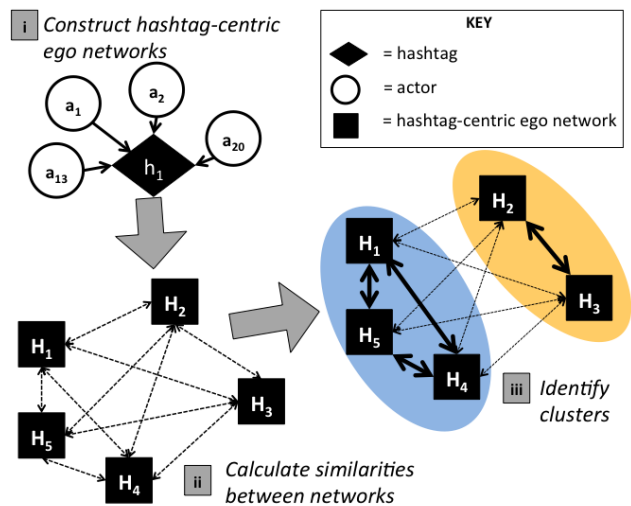 i Construct hashtag-centric
ego networks
a1
a2
a13
a20
h1
KEY
= hashtag
= actor
= hashtag-centric ego network
H1
H2
H3
H4
H5
ii Calculate similarities
between networks
H1
H2
H3
H4
H5
iii Identify
clusters